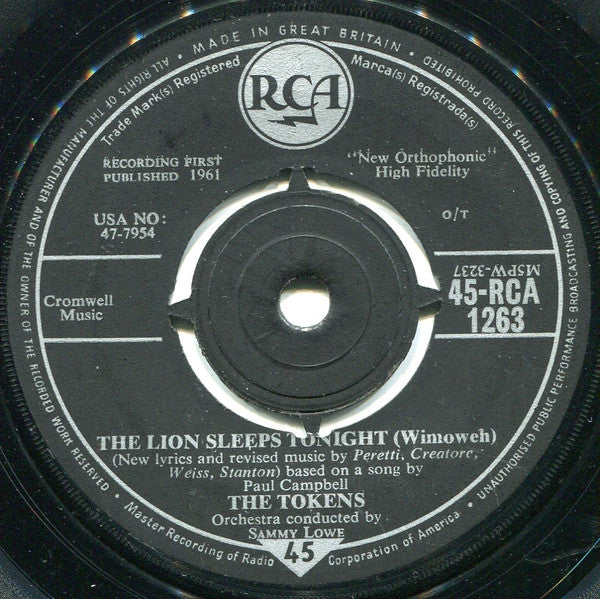 ALL RIGHTS OF THE MANUFACTURER AND OF THE OWNER OF THE RECORDED WORK RESERVED • MADE IN GREAT BRITAIN • UNAUTHORISED PUBLIC PERFORMANCE BROADCASTING AND COPYING OF THIS RECORD PROHIBITED
Trade Mark(s) Registered
Marca(s) Registrada(s)
RCA
RECORDING FIRST
PUBLISHED 1961
"New Orthophonic"
High Fidelity
USA NO:
47-7954
O/T
MSPW-3237
Cromwell
Music
45-RCA
1263
THE LION SLEEPS TONIGHT (Wimoweh)
(New lyrics and revised music by Peretti, Creatore,
Weiss, Stanton) based on a song by
Paul Campbell
THE TOKENS
Orchestra conducted by
SAMMY LOWE
45
Master Recording of Radio Corporation of America.